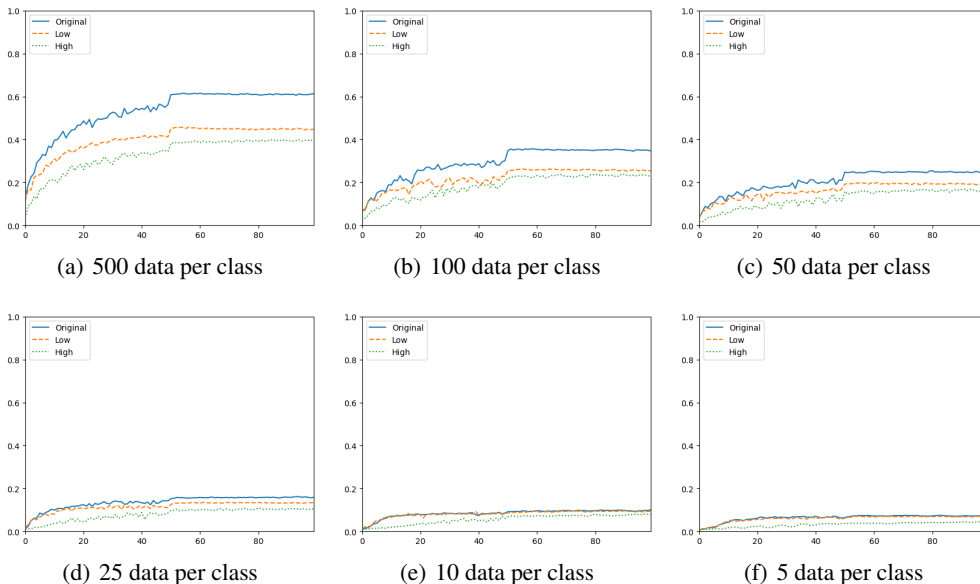 1.0
0.8
0.6
0.4
0.2
0.0
0 20 40 60 80
Original
Low
High
(a) 500 data per class
1.0
0.8
0.6
0.4
0.2
0.0
0 20 40 60 80
Original
Low
High
(b) 100 data per class
1.0
0.8
0.6
0.4
0.2
0.0
0 20 40 60 80
Original
Low
High
(c) 50 data per class
1.0
0.8
0.6
0.4
0.2
0.0
0 20 40 60 80
Original
Low
High
(d) 25 data per class
1.0
0.8
0.6
0.4
0.2
0.0
0 20 40 60 80
Original
Low
High
(e) 10 data per class
1.0
0.8
0.6
0.4
0.2
0.0
0 20 40 60 80
Original
Low
High
(f) 5 data per class